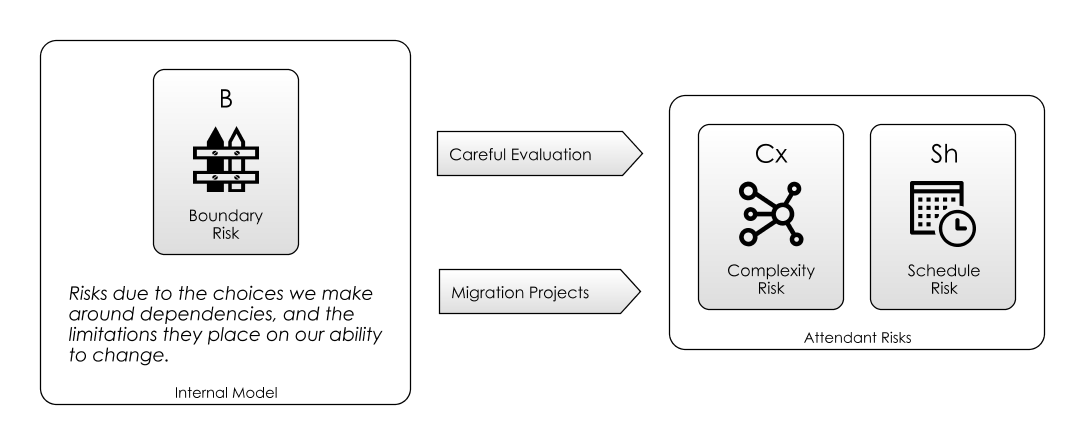 B
Boundary
Risk
Risks due to the choices we make
around dependencies, and the
limitations they place on our ability
to change.
Internal Model
Careful Evaluation
Migration Projects
Cx
Complexity
Risk
Sh
Schedule
Risk
Attendant Risks